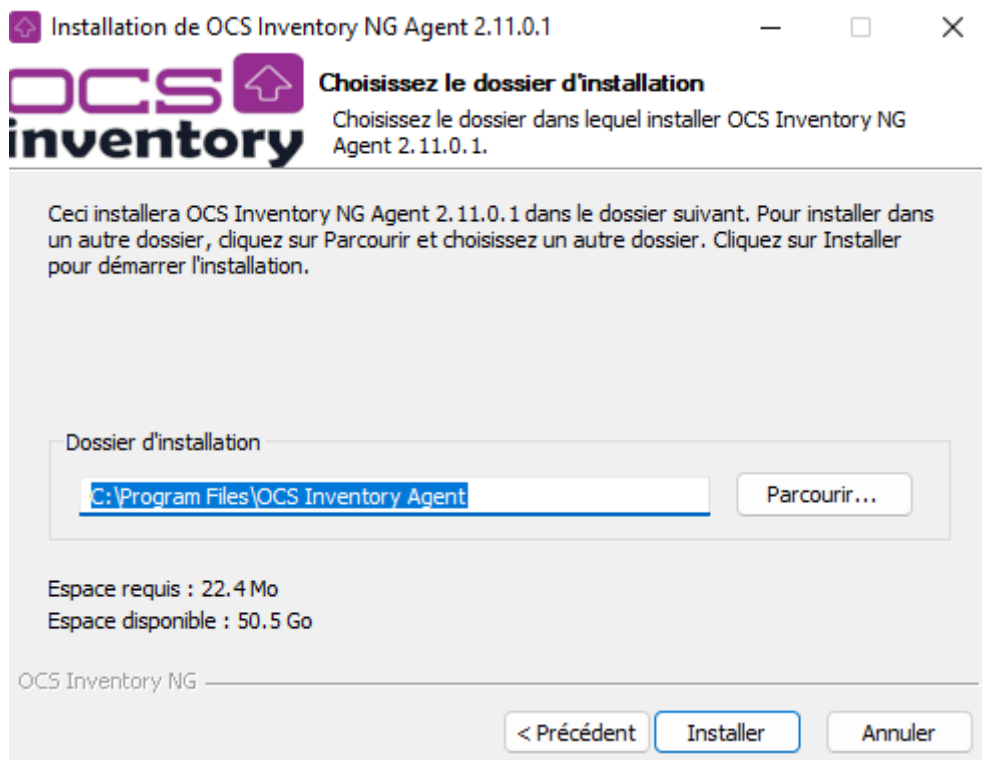 Installation de OCS Inventory NG Agent 2.11.0.1
OCS
inventory
Choisissez le dossier d'installation
Choisissez le dossier dans lequel installer OCS Inventory NG
Agent 2.11.0.1.
Ceci installera OCS Inventory NG Agent 2.11.0.1 dans le dossier suivant. Pour installer dans
un autre dossier, cliquez sur Parcourir et choisissez un autre dossier. Cliquez sur Installer
pour démarrer l'installation.
Dossier d'installation
C:\Program Files\OCS Inventory Agent
Parcourir...
Espace requis : 22.4 Mo
Espace disponible : 50.5 Go
OCS Inventory NG
< Précédent
Installer
Annuler